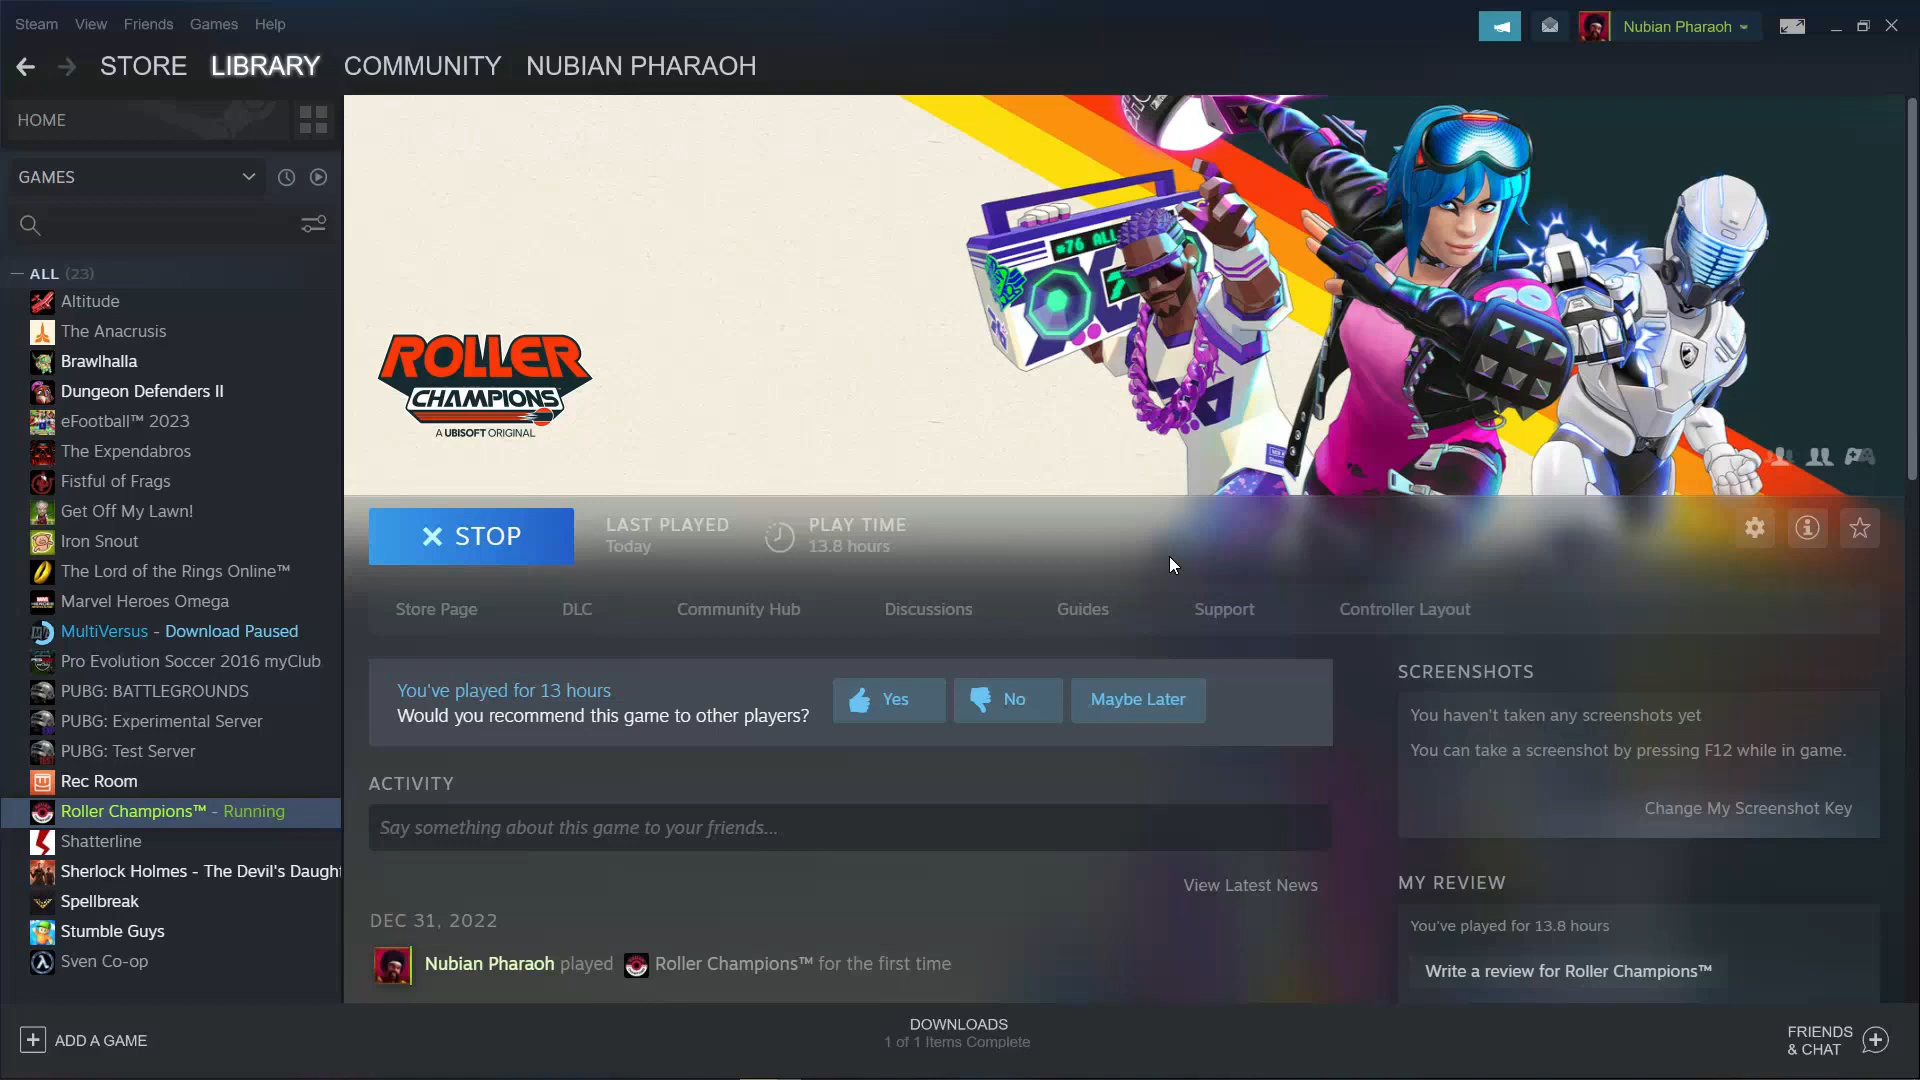 Steam View Friends Games Help
Nubian Pharaoh
STORE LIBRARY COMMUNITY NUBIAN PHARAOH
HOME
GAMES
ALL (23)
Altitude
The Anacrusis
Brawlhalla
Dungeon Defenders II
eFootball™ 2023
The Expendabros
Fistful of Frags
Get Off My Lawn!
Iron Snout
The Lord of the Rings Online™
Marvel Heroes Omega
MultiVersus - Download Paused
Pro Evolution Soccer 2016 myClub
PUBG: BATTLEGROUNDS
PUBG: Experimental Server
PUBG: Test Server
Rec Room
Roller Champions™ - Running
Shatterline
Sherlock Holmes - The Devil's Daught
Spellbreak
Stumble Guys
Sven Co-op
ADD A GAME
*76 ALL
ROLLER
CHAMPIONS
A UBISOFT ORIGINAL
STOP
LAST PLAYED
Today
PLAY TIME
13.8 hours
Store Page DLC Community Hub Discussions Guides Support Controller Layout
You've played for 13 hours
Would you recommend this game to other players?
Yes No Maybe Later
ACTIVITY
Say something about this game to your friends...
View Latest News
DEC 31, 2022
Nubian Pharaoh played Roller Champions™ for the first time
SCREENSHOTS
You haven't taken any screenshots yet
You can take a screenshot by pressing F12 while in game.
Change My Screenshot Key
MY REVIEW
You've played for 13.8 hours
Write a review for Roller Champions™
DOWNLOADS
1 of 1 Items Complete
FRIENDS
& CHAT